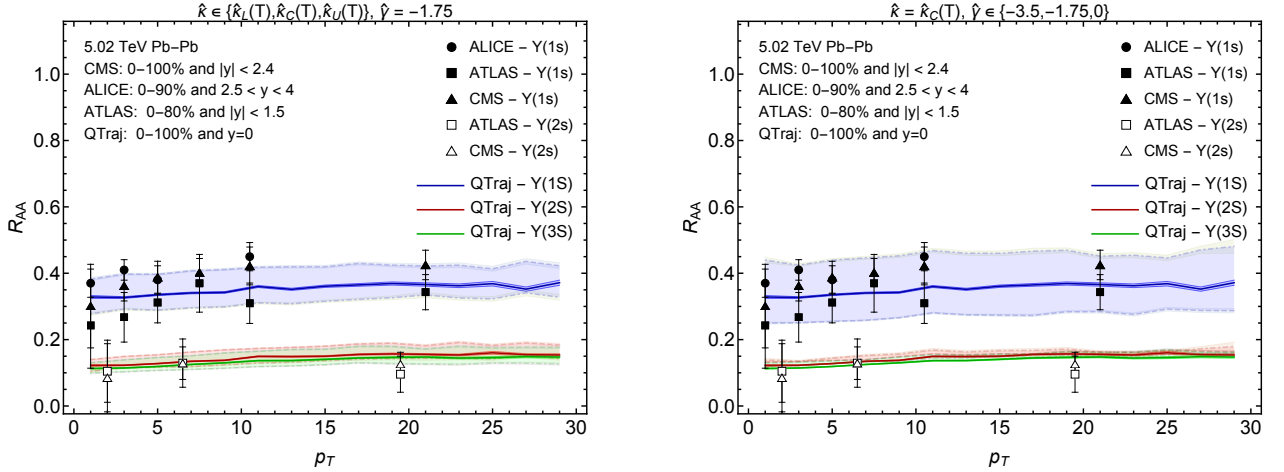 κ̂ ∈ {κ̂_L(T),κ̂_C(T),κ̂_U(T)}, γ̂ = −1.75
5.02 TeV Pb−Pb
CMS: 0−100% and |y| < 2.4
ALICE: 0−90% and 2.5 < y < 4
ATLAS: 0−80% and |y| < 1.5
QTraj: 0−100% and y=0
ALICE − Υ(1s)
ATLAS − Υ(1s)
CMS − Υ(1s)
ATLAS − Υ(2s)
CMS − Υ(2s)
QTraj − Υ(1S)
QTraj − Υ(2S)
QTraj − Υ(3S)
R_AA
1.0
0.8
0.6
0.4
0.2
0.0
0 5 10 15 20 25 30
p_T
κ̂ = κ̂_C(T), γ̂ ∈ {−3.5,−1.75,0}
5.02 TeV Pb−Pb
CMS: 0−100% and |y| < 2.4
ALICE: 0−90% and 2.5 < y < 4
ATLAS: 0−80% and |y| < 1.5
QTraj: 0−100% and y=0
ALICE − Υ(1s)
ATLAS − Υ(1s)
CMS − Υ(1s)
ATLAS − Υ(2s)
CMS − Υ(2s)
QTraj − Υ(1S)
QTraj − Υ(2S)
QTraj − Υ(3S)
R_AA
1.0
0.8
0.6
0.4
0.2
0.0
0 5 10 15 20 25 30
p_T